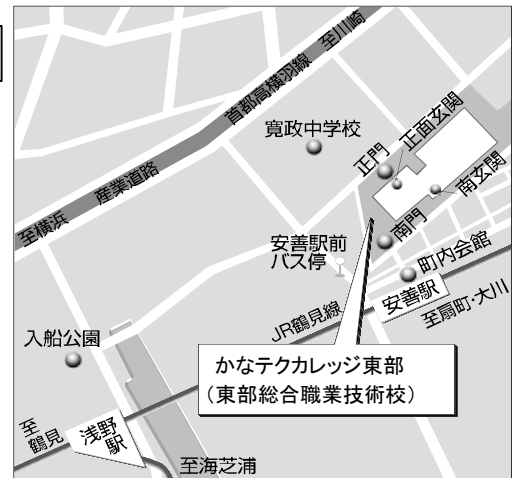 至川崎
首都高横羽線
寛政中学校
正門
正面玄関
南玄関
産業道路
至横浜
南門
安善駅前
バス停
町内会館
安善駅
JR鶴見線
至扇町・大川
入船公園
かなテクカレッジ東部
(東部総合職業技術校)
至
鶴見
浅野
駅
至海芝浦